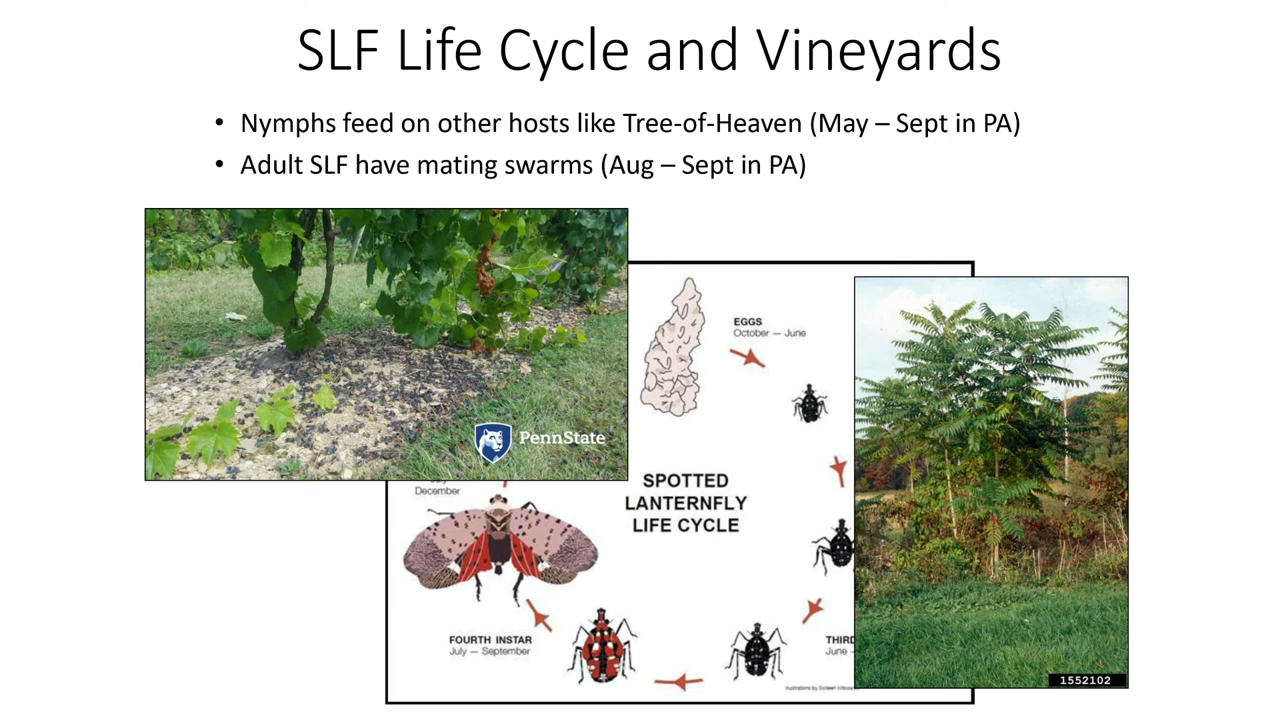 SLF Life Cycle and Vineyards
• Nymphs feed on other hosts like Tree-of-Heaven (May – Sept in PA)
• Adult SLF have mating swarms (Aug – Sept in PA)
PennState
EGGS
October — June
December
SPOTTED
LANTERNFLY
LIFE CYCLE
FOURTH INSTAR
July — September
THIRD
June –
1552102